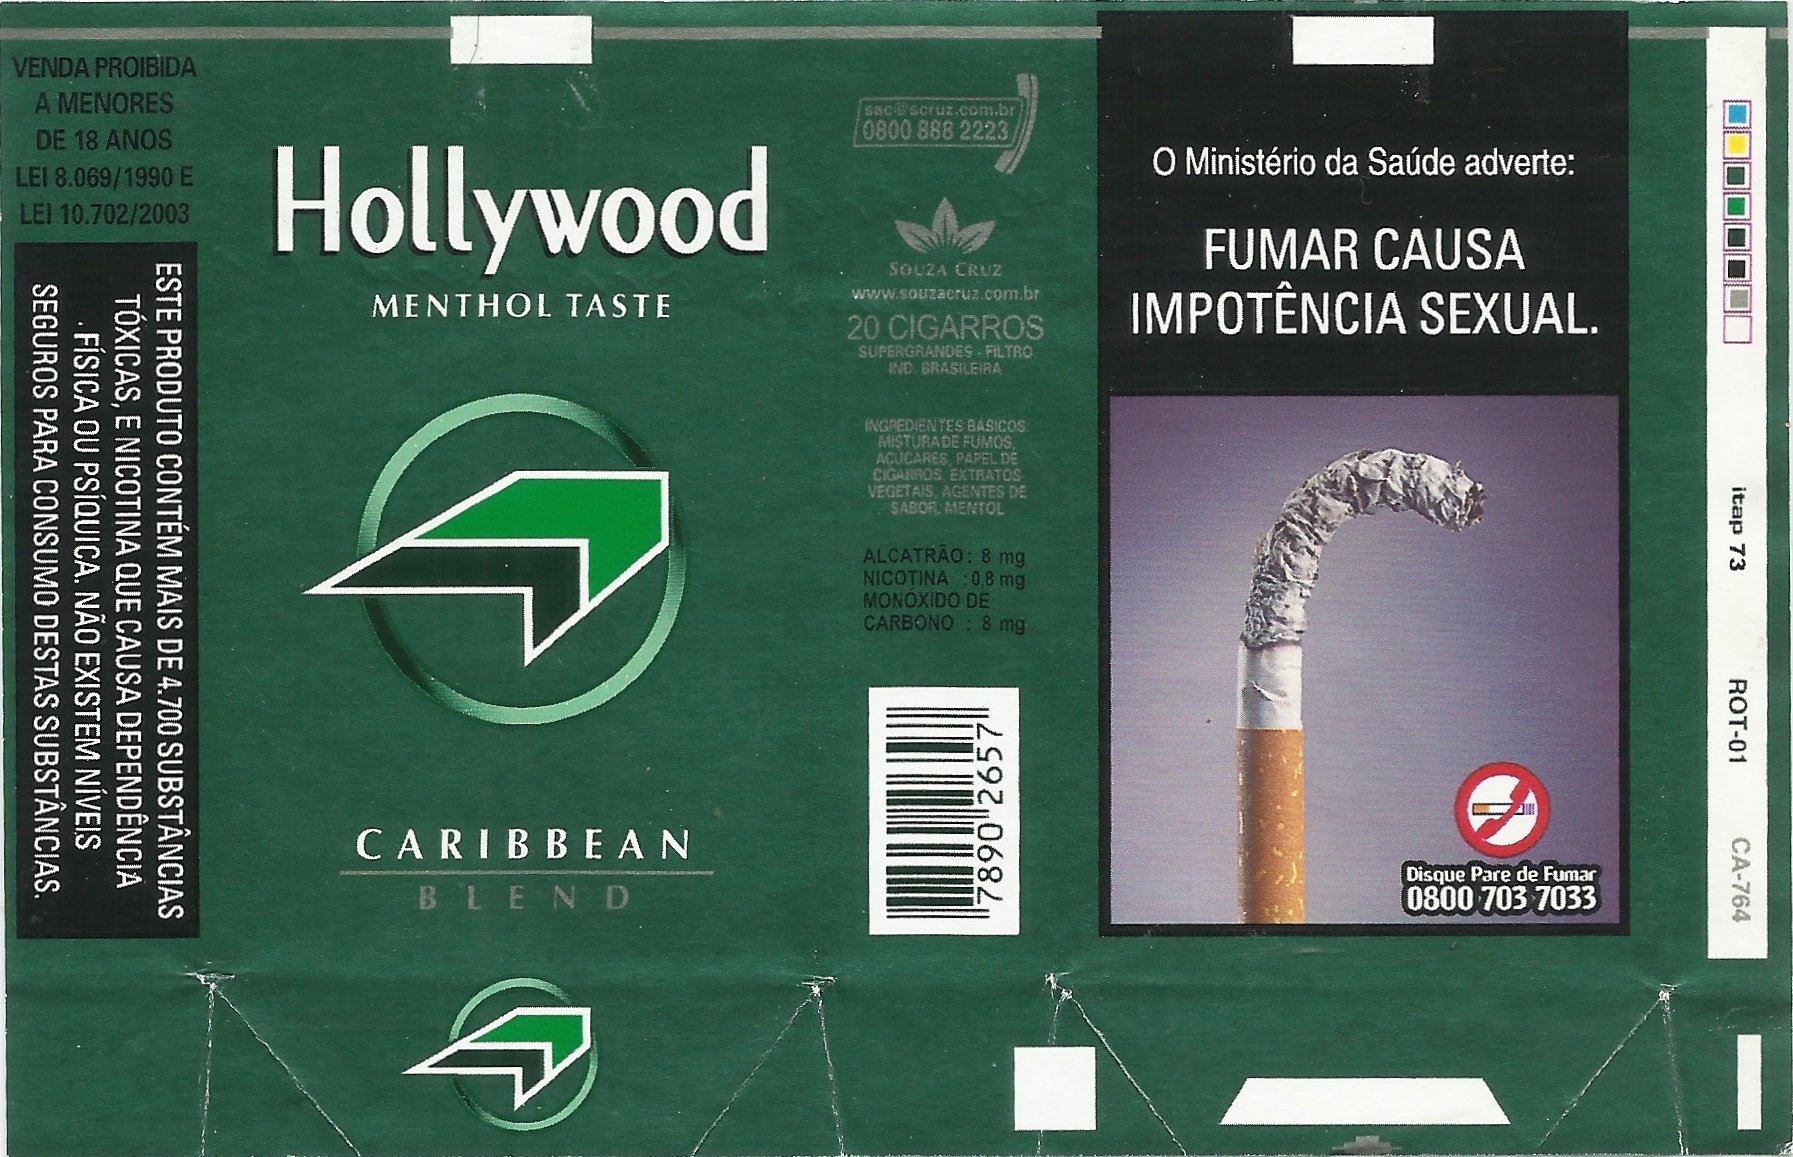 VENDA PROIBIDA
A MENORES
DE 18 ANOS
LEI 8.069/1990 E
LEI 10.702/2003
ESTE PRODUTO CONTÉM MAIS DE 4.700 SUBSTÂNCIAS
TÓXICAS, E NICOTINA QUE CAUSA DEPENDÊNCIA
FÍSICA OU PSÍQUICA. NÃO EXISTEM NÍVEIS
SEGUROS PARA CONSUMO DESTAS SUBSTÂNCIAS.
Hollywood
MENTHOL TASTE
CARIBBEAN
BLEND
sac@scruz.com.br
0800 888 2223
SOUZA CRUZ
www.souzacruz.com.br
20 CIGARROS
SUPERGRANDES - FILTRO
IND. BRASILEIRA
INGREDIENTES BÁSICOS
MISTURA DE FUMOS,
AÇÚCARES, PAPEL DE
CIGARROS, EXTRATOS
VEGETAIS, AGENTES DE
SABOR, MENTOL
ALCATRÃO: 8 mg
NICOTINA : 0,8 mg
MONÓXIDO DE
CARBONO : 8 mg
7890 2657
O Ministério da Saúde adverte:
FUMAR CAUSA
IMPOTÊNCIA SEXUAL.
Disque Pare de Fumar
0800 703 7033
itap 73
ROT-01
CA-764